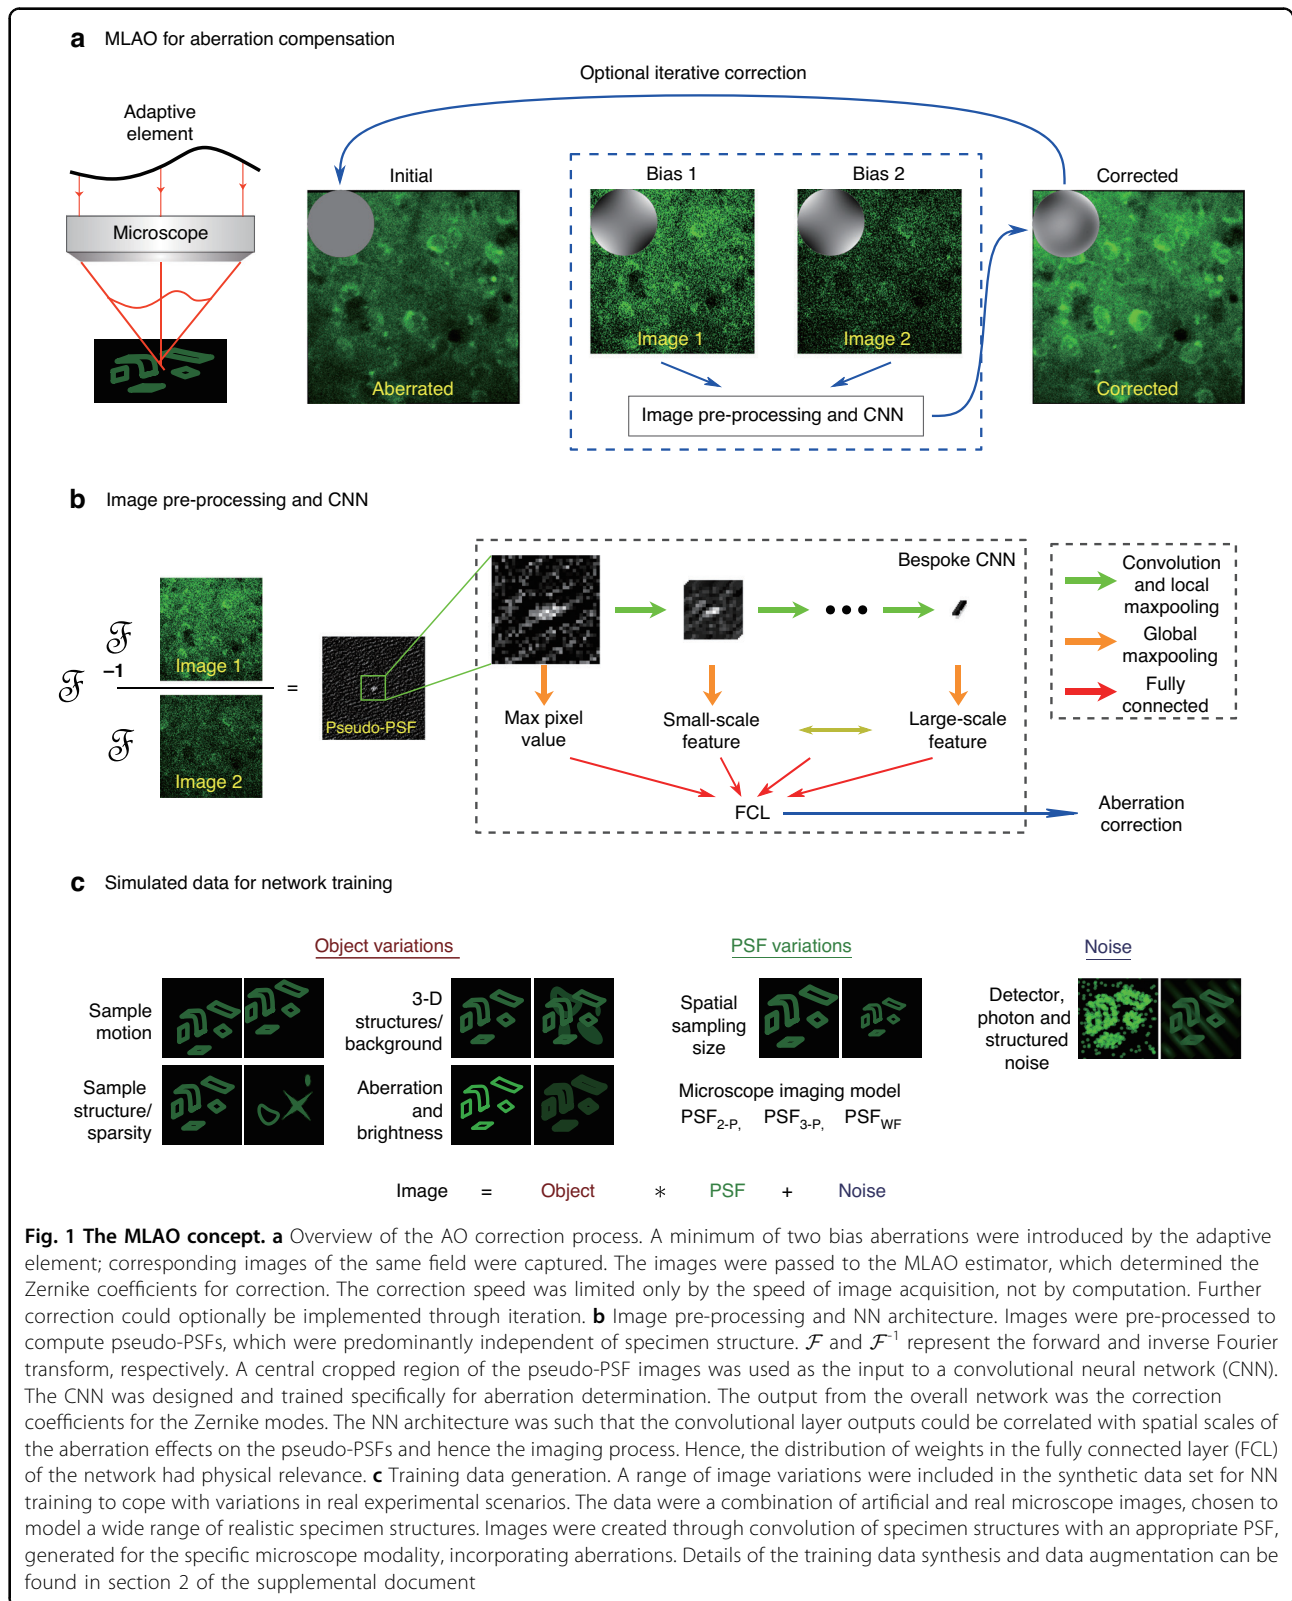 a MLAO for aberration compensation
Optional iterative correction
Adaptive
element
Microscope
Initial
Aberrated
Bias 1
Bias 2
Image 1
Image 2
Image pre-processing and CNN
Corrected
Corrected
b Image pre-processing and CNN
ℱ⁻¹
ℱ
Image 1
ℱ
Image 2
=
Pseudo-PSF
Bespoke CNN
Max pixel
value
Small-scale
feature
Large-scale
feature
FCL
Aberration
correction
Convolution
and local
maxpooling
Global
maxpooling
Fully
connected
c Simulated data for network training
Object variations
Sample
motion
3-D
structures/
background
Sample
structure/
sparsity
Aberration
and
brightness
PSF variations
Spatial
sampling
size
Microscope imaging model
PSF2-P, PSF3-P, PSFWF
Noise
Detector,
photon and
structured
noise
Image = Object * PSF + Noise
Fig. 1 The MLAO concept. a Overview of the AO correction process. A minimum of two bias aberrations were introduced by the adaptive
element; corresponding images of the same field were captured. The images were passed to the MLAO estimator, which determined the
Zernike coefficients for correction. The correction speed was limited only by the speed of image acquisition, not by computation. Further
correction could optionally be implemented through iteration. b Image pre-processing and NN architecture. Images were pre-processed to
compute pseudo-PSFs, which were predominantly independent of specimen structure. ℱ and ℱ⁻¹ represent the forward and inverse Fourier
transform, respectively. A central cropped region of the pseudo-PSF images was used as the input to a convolutional neural network (CNN).
The CNN was designed and trained specifically for aberration determination. The output from the overall network was the correction
coefficients for the Zernike modes. The NN architecture was such that the convolutional layer outputs could be correlated with spatial scales of
the aberration effects on the pseudo-PSFs and hence the imaging process. Hence, the distribution of weights in the fully connected layer (FCL)
of the network had physical relevance. c Training data generation. A range of image variations were included in the synthetic data set for NN
training to cope with variations in real experimental scenarios. The data were a combination of artificial and real microscope images, chosen to
model a wide range of realistic specimen structures. Images were created through convolution of specimen structures with an appropriate PSF,
generated for the specific microscope modality, incorporating aberrations. Details of the training data synthesis and data augmentation can be
found in section 2 of the supplemental document